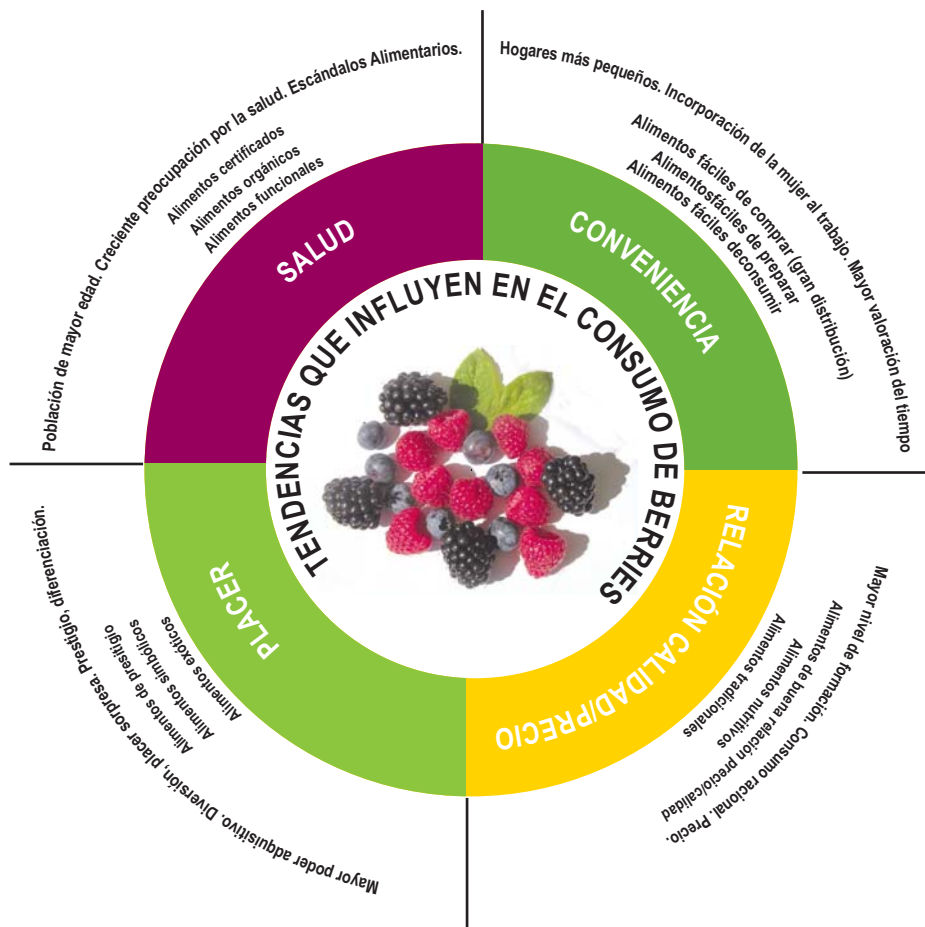 TENDENCIAS QUE INFLUYEN EN EL CONSUMO DE BERRIES
SALUD
Población de mayor edad. Creciente preocupación por la salud. Escándalos Alimentarios.
Alimentos certificados
Alimentos orgánicos
Alimentos funcionales
CONVENIENCIA
Hogares más pequeños. Incorporación de la mujer al trabajo. Mayor valoración del tiempo
Alimentos fáciles de comprar (gran distribución)
Alimentosfáciles de preparar
Alimentos fáciles deconsumir
RELACIÓN CALIDAD/PRECIO
Mayor nivel de formación. Consumo racional. Precio.
Alimentos de buena relación precio/calidad
Alimentos nutritivos
Alimentos tradicionales
PLACER
Mayor poder adquisitivo. Diversión, placer sorpresa. Prestigio, diferenciación.
Alimentos de presitigio
Alimentos simbólicos
Alimentos exóticos